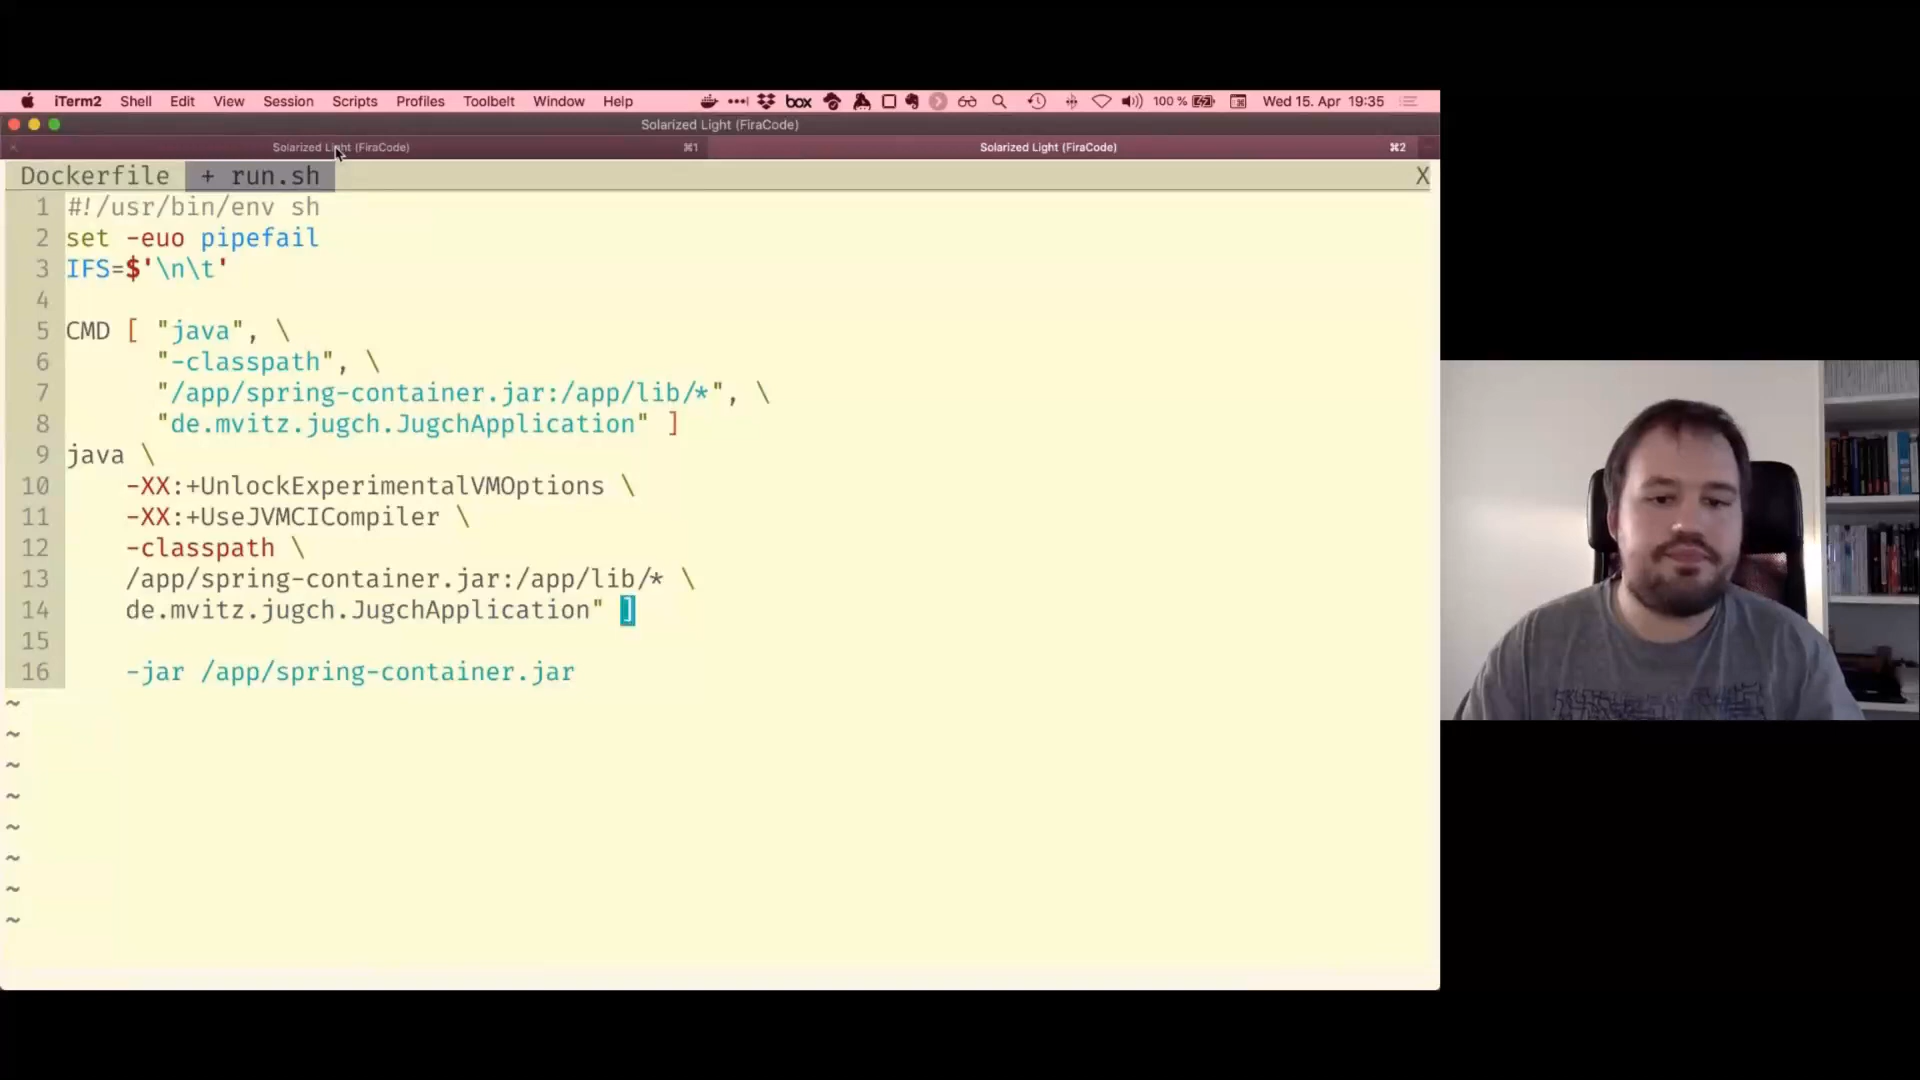 iTerm2 Shell Edit View Session Scripts Profiles Toolbelt Window Help box 100 % Wed 15. Apr 19:35
Solarized Light (FiraCode)
Solarized Light (FiraCode) ⌘1 Solarized Light (FiraCode) ⌘2
Dockerfile + run.sh X
1 #!/usr/bin/env sh
2 set -euo pipefail
3 IFS=$'\n\t'
4
5 CMD [ "java", \
6 "-classpath", \
7 "/app/spring-container.jar:/app/lib/*", \
8 "de.mvitz.jugch.JugchApplication" ]
9 java \
10 -XX:+UnlockExperimentalVMOptions \
11 -XX:+UseJVMCICompiler \
12 -classpath \
13 /app/spring-container.jar:/app/lib/* \
14 de.mvitz.jugch.JugchApplication" ]
15
16 -jar /app/spring-container.jar
~
~
~
~
~
~
~
~